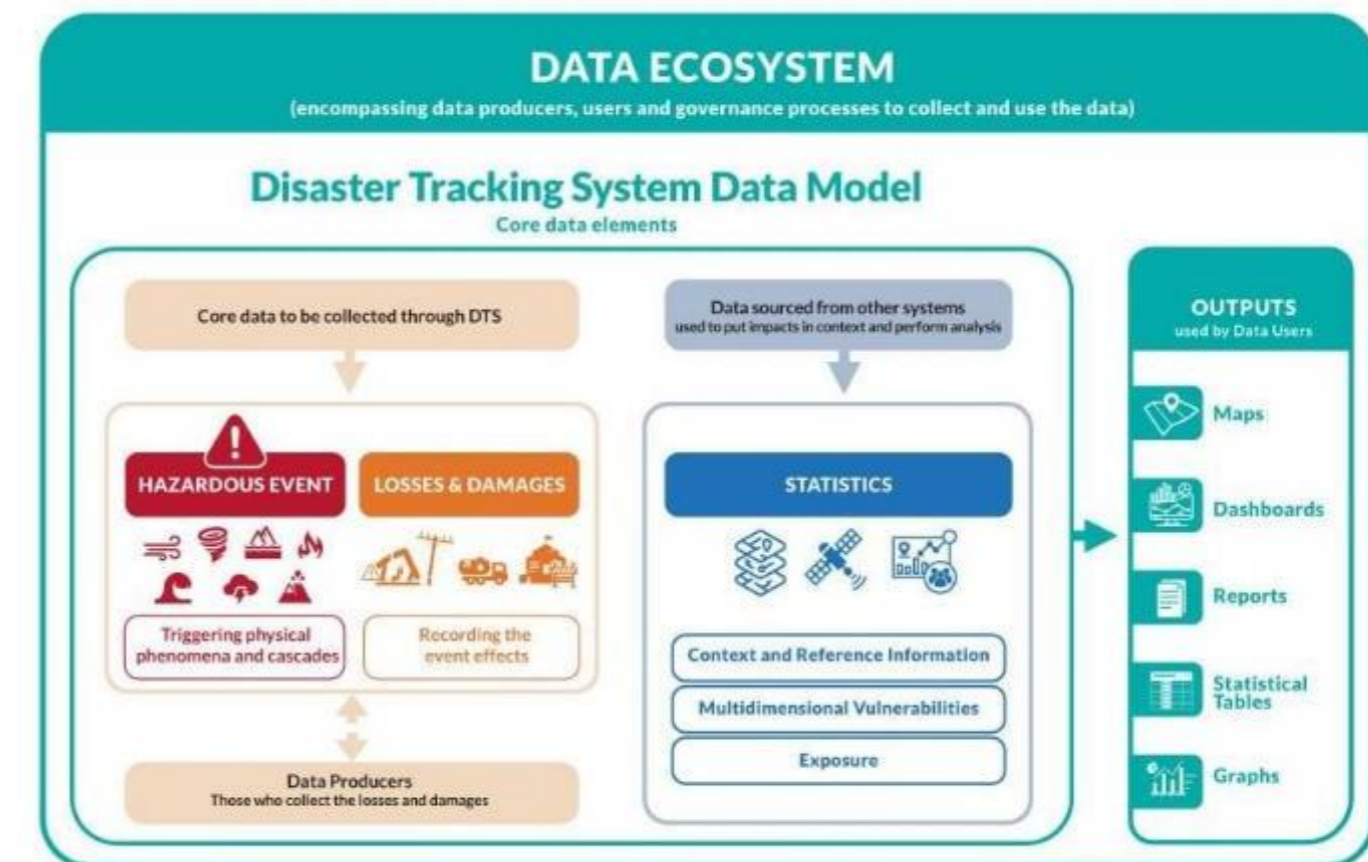 DATA ECOSYSTEM
(encompassing data producers, users and governance processes to collect and use the data)
Disaster Tracking System Data Model
Core data elements
Core data to be collected through DTS
Data sourced from other systems
used to put impacts in context and perform analysis
HAZARDOUS EVENT
LOSSES & DAMAGES
Triggering physical
phenomena and cascades
Recording the
event effects
Data Producers
Those who collect the losses and damages
STATISTICS
Context and Reference Information
Multidimensional Vulnerabilities
Exposure
OUTPUTS
used by Data Users
Maps
Dashboards
Reports
Statistical
Tables
Graphs